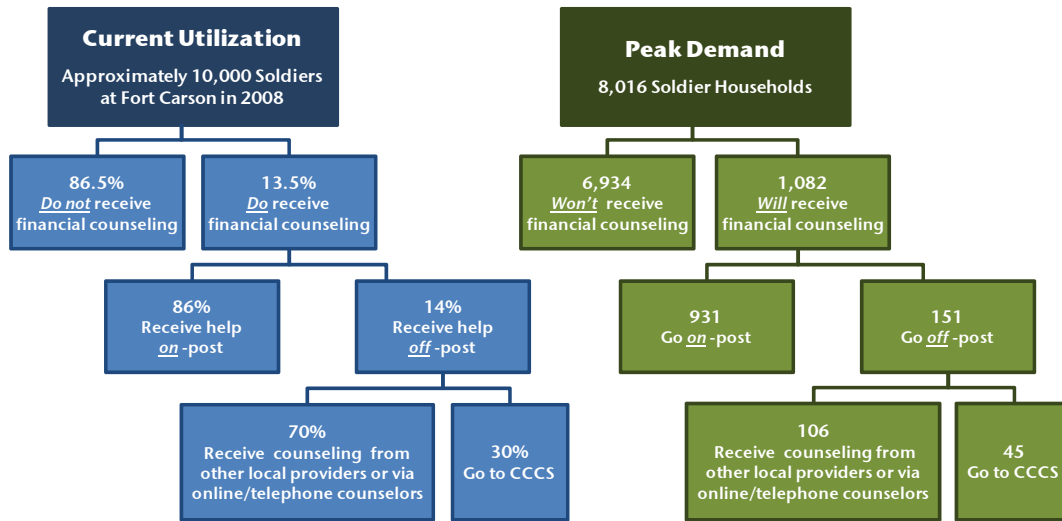 Current Utilization
Approximately 10,000 Soldiers
at Fort Carson in 2008
86.5%
Do not receive
financial counseling
13.5%
Do receive
financial counseling
86%
Receive help
on -post
14%
Receive help
off -post
70%
Receive counseling from
other local providers or via
online/telephone counselors
30%
Go to CCCS
Peak Demand
8,016 Soldier Households
6,934
Won't receive
financial counseling
1,082
Will receive
financial counseling
931
Go on -post
151
Go off -post
106
Receive counseling from
other local providers or via
online/telephone counselors
45
Go to CCCS